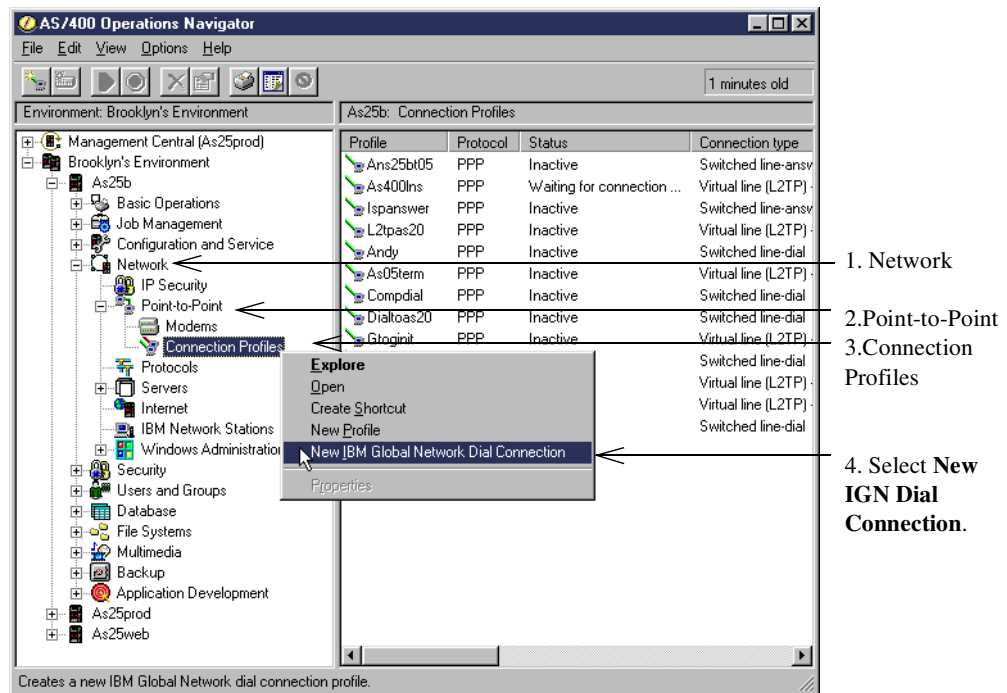 AS/400 Operations Navigator
File Edit View Options Help
1 minutes old
Environment: Brooklyn's Environment
As25b: Connection Profiles
Management Central (As25prod)
Brooklyn's Environment
As25b
Basic Operations
Job Management
Configuration and Service
Network
IP Security
Point-to-Point
Modems
Connection Profiles
Protocols
Servers
Internet
IBM Network Stations
Windows Administration
Security
Users and Groups
Database
File Systems
Multimedia
Backup
Application Development
As25prod
As25web
Profile Protocol Status Connection type
Ans25bt05 PPP Inactive Switched line-answ
As400lns PPP Waiting for connection ... Virtual line (L2TP) -
Ispanswer PPP Inactive Switched line-answ
L2tpas20 PPP Inactive Virtual line (L2TP) -
Andy PPP Inactive Switched line-dial
As05term PPP Inactive Virtual line (L2TP) -
Compdial PPP Inactive Switched line-dial
Dialtoas20 PPP Inactive Switched line-dial
Gtoginit PPP Inactive Virtual line (L2TP) -
Switched line-dial
Virtual line (L2TP) -
Virtual line (L2TP) -
Switched line-dial
Explore
Open
Create Shortcut
New Profile
New IBM Global Network Dial Connection
Properties
Creates a new IBM Global Network dial connection profile.
1. Network
2.Point-to-Point
3.Connection
Profiles
4. Select New
IGN Dial
Connection.